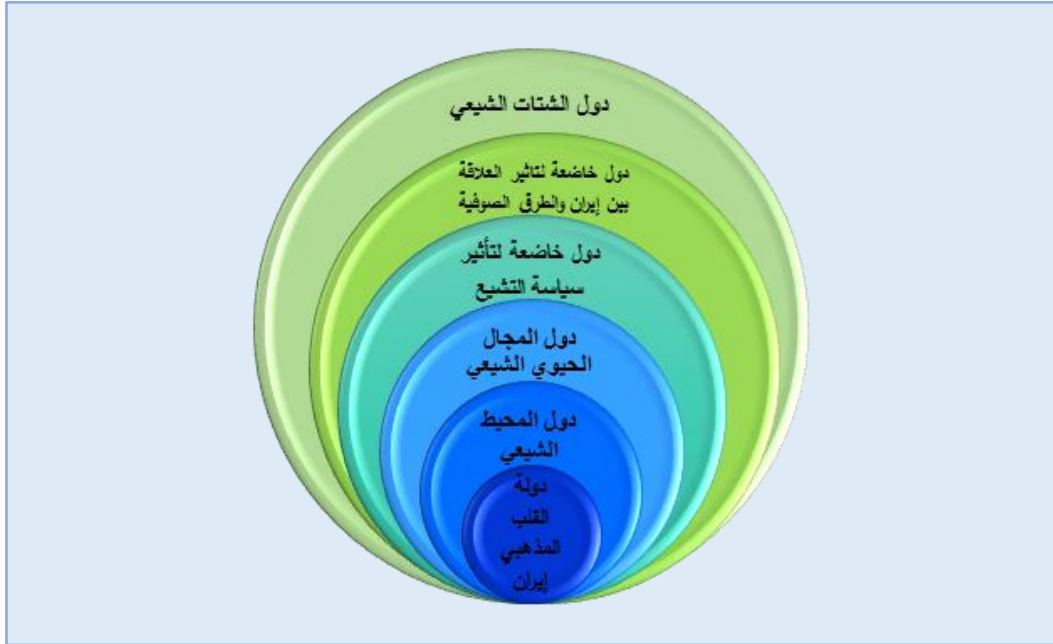 دول الشتات الشيعي
دول خاضعة لتاثير العلاقة
بين إيران والطرق الصوفية
دول خاضعة لتأثير
سياسة التشيع
دول المجال
الحيوي الشيعي
دول المحيط
الشيعي
دولة
القلب
المذهبي
إيران